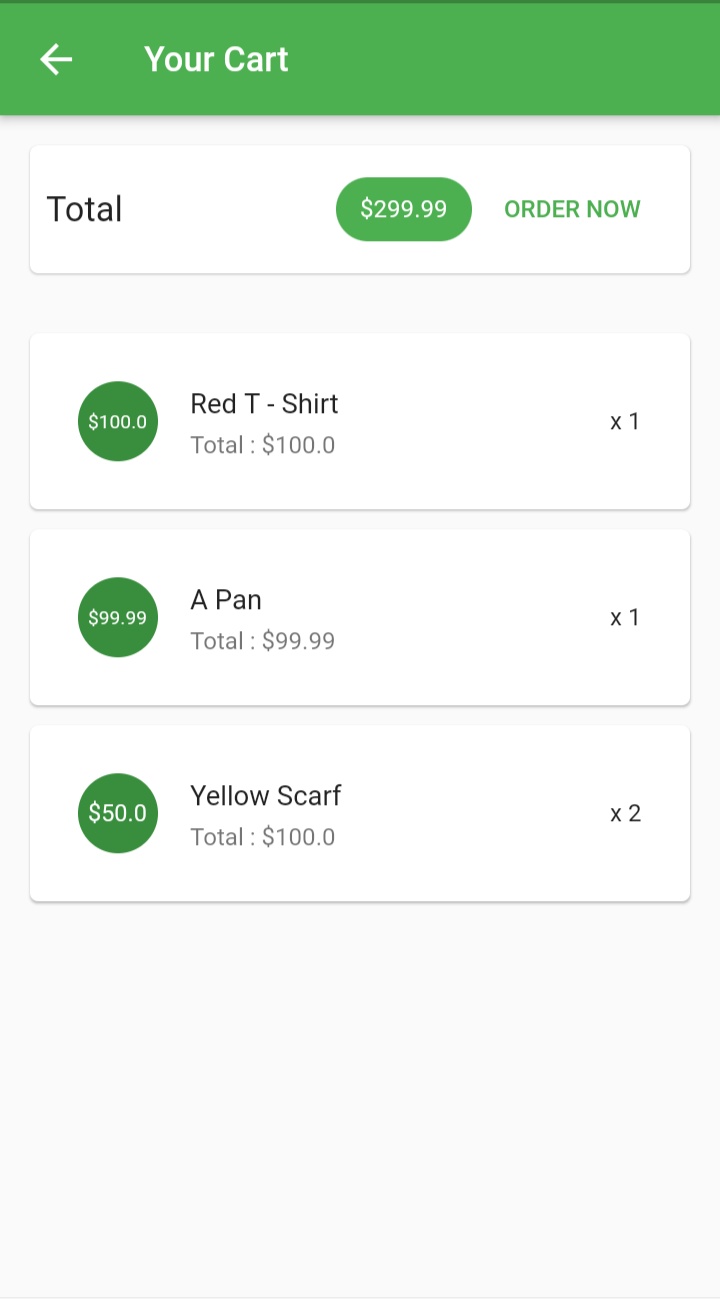 Your Cart
Total $299.99 ORDER NOW
$100.0 Red T - Shirt x 1
Total : $100.0
$99.99 A Pan x 1
Total : $99.99
$50.0 Yellow Scarf x 2
Total : $100.0